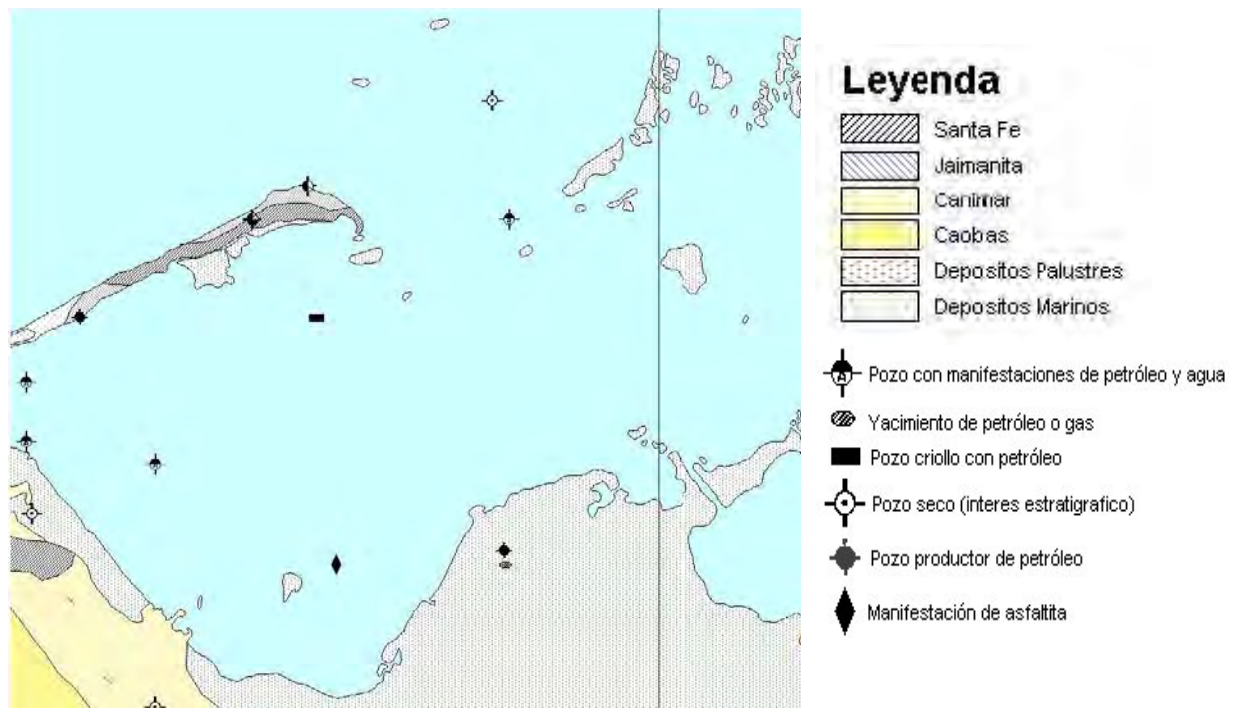 Leyenda
Santa Fe
Jaimanita
Canimar
Caobas
Depositos Palustres
Depositos Marinos
Pozo con manifestaciones de petróleo y agua
Yacimiento de petróleo o gas
Pozo criollo con petróleo
Pozo seco (interes estratigrafico)
Pozo productor de petróleo
Manifestación de asfaltita